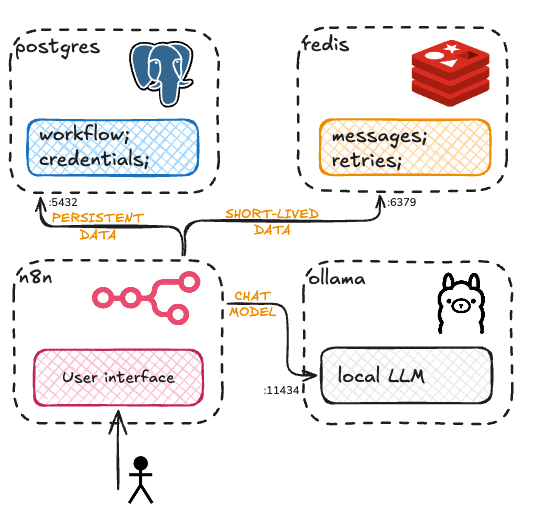 postgres
workflow;
credentials;
redis
messages;
retries;
:5432
:6379
PERSISTENT
DATA
SHORT-LIVED
DATA
n8n
User interface
CHAT
MODEL
ollama
local LLM
:11434